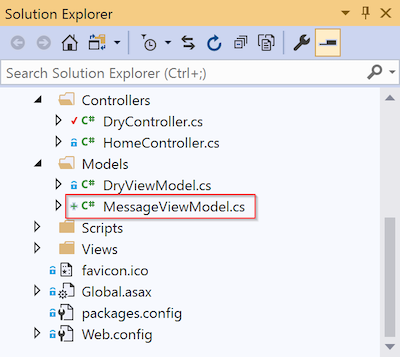 Solution Explorer
Search Solution Explorer (Ctrl+;)
Controllers
C# DryController.cs
C# HomeController.cs
Models
C# DryViewModel.cs
C# MessageViewModel.cs
Scripts
Views
favicon.ico
Global.asax
packages.config
Web.config